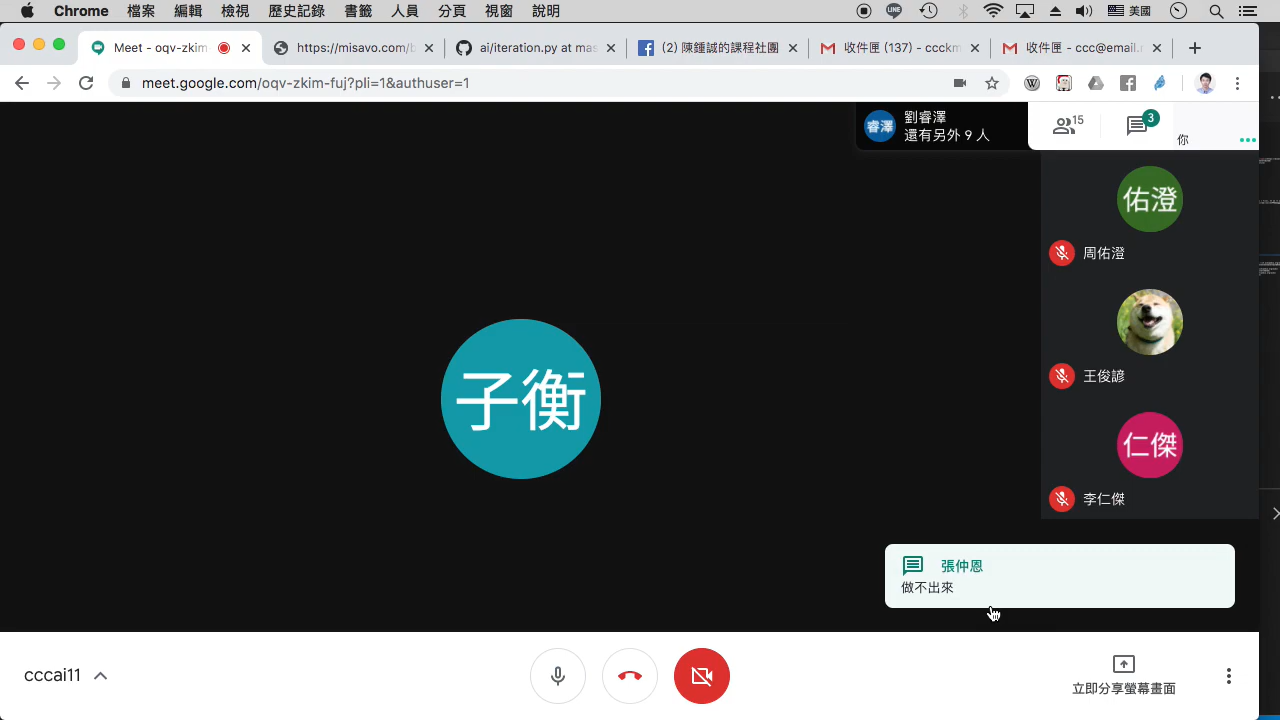 Chrome 檔案 編輯 檢視 歷史記錄 書籤 人員 分頁 視窗 說明 LINE 美國
Meet - oqv-zkim
https://misavo.com/b
ai/iteration.py at mas
(2) 陳鍾誠的課程社團
收件匣 (137) - ccckm
收件匣 - ccc@email.
meet.google.com/oqv-zkim-fuj?pli=1&authuser=1
睿澤
劉睿澤
還有另外 9 人
15
3
你
佑澄
周佑澄
王俊諺
仁傑
李仁傑
子衡
張仲恩
做不出來
cccai11
立即分享螢幕畫面